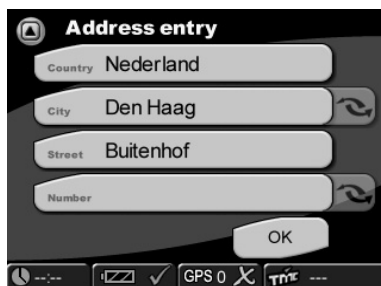 Address entry
Country Nederland
City Den Haag
Street Buitenhof
Number
OK
--:-- GPS 0 TMC ---